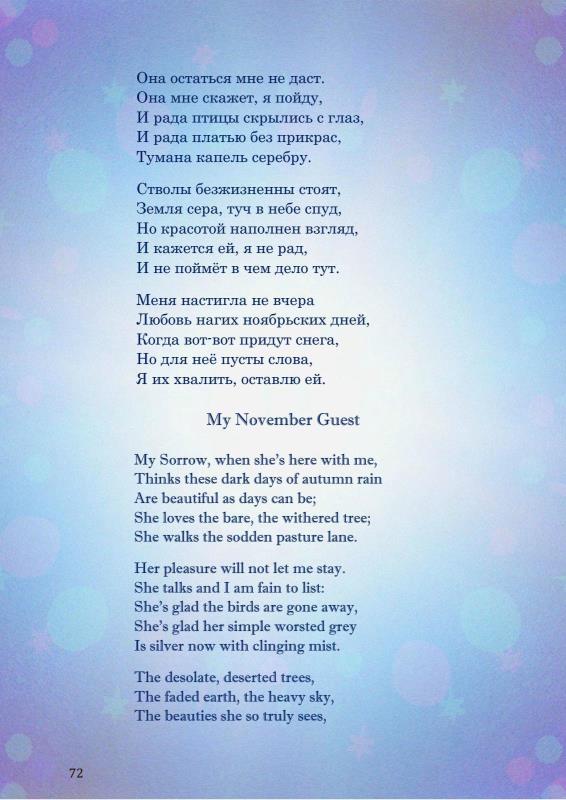 Она остаться мне не даст.
Она мне скажет, я пойду,
И рада птицы скрылись с глаз,
И рада платью без прикрас,
Тумана капель серебру.
Стволы безжизненны стоят,
Земля сера, туч в небе спуд,
Но красотой наполнен взгляд,
И кажется ей, я не рад,
И не поймёт в чем дело тут.
Меня настигла не вчера
Любовь нагих ноябрьских дней,
Когда вот-вот придут снега,
Но для неё пусты слова,
Я их хвалить, оставлю ей.
My November Guest
My Sorrow, when she's here with me,
Thinks these dark days of autumn rain
Are beautiful as days can be;
She loves the bare, the withered tree;
She walks the sodden pasture lane.
Her pleasure will not let me stay.
She talks and I am fain to list:
She's glad the birds are gone away,
She's glad her simple worsted grey
Is silver now with clinging mist.
The desolate, deserted trees,
The faded earth, the heavy sky,
The beauties she so truly sees,
72